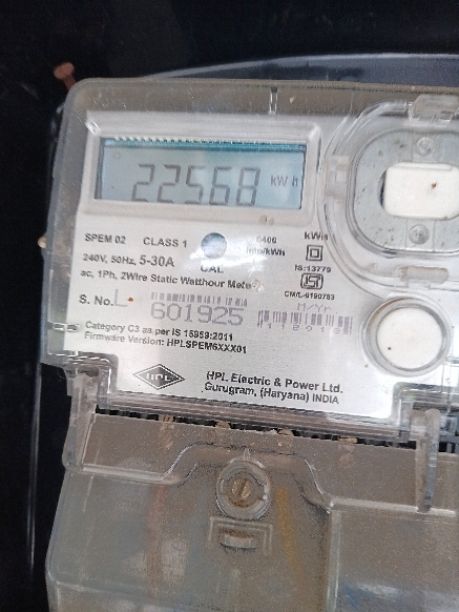 22568 kWh
SPEM 02 CLASS 1 6400 imp/kWh kWh
240V, 50Hz, 5-30A CAL IS:13779
ac, 1Ph, 2Wire Static Watthour Meter
S. No. L 601925 M/Yr
Category C3 as per IS 15959:2011
Firmware Version: HPLSPEM6XXX01
HPL HPL Electric & Power Ltd.
Gurugram, (Haryana) INDIA